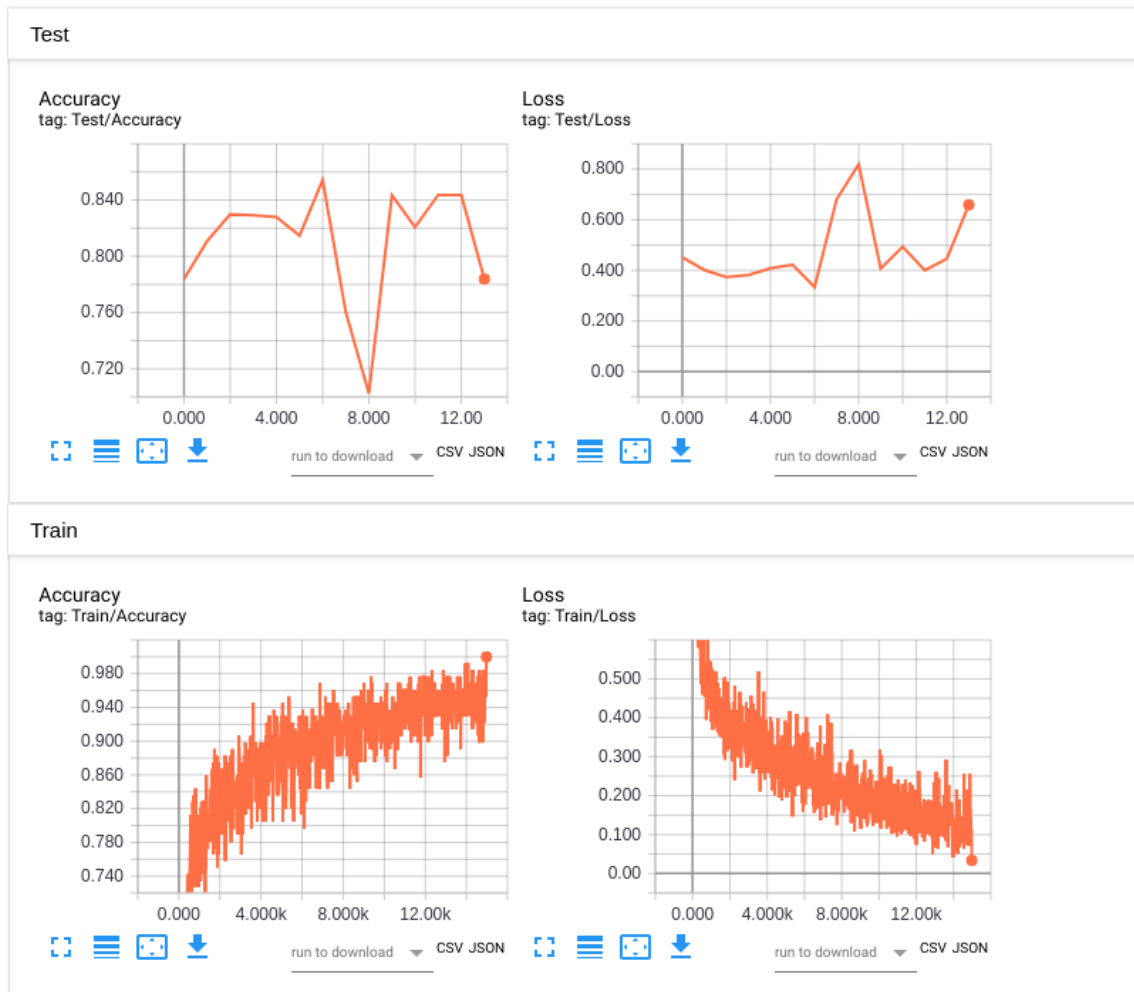 Test
Accuracy
tag: Test/Accuracy
0.840
0.800
0.760
0.720
0.000 4.000 8.000 12.00
run to download CSV JSON
Loss
tag: Test/Loss
0.800
0.600
0.400
0.200
0.00
0.000 4.000 8.000 12.00
run to download CSV JSON
Train
Accuracy
tag: Train/Accuracy
0.980
0.940
0.900
0.860
0.820
0.780
0.740
0.000 4.000k 8.000k 12.00k
run to download CSV JSON
Loss
tag: Train/Loss
0.500
0.400
0.300
0.200
0.100
0.00
0.000 4.000k 8.000k 12.00k
run to download CSV JSON